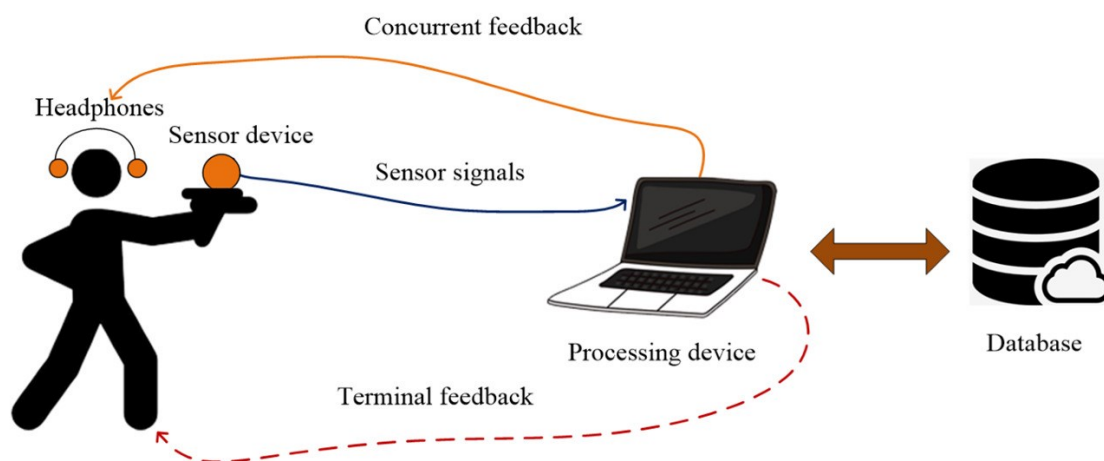 Concurrent feedback
Headphones
Sensor device
Sensor signals
Processing device
Database
Terminal feedback